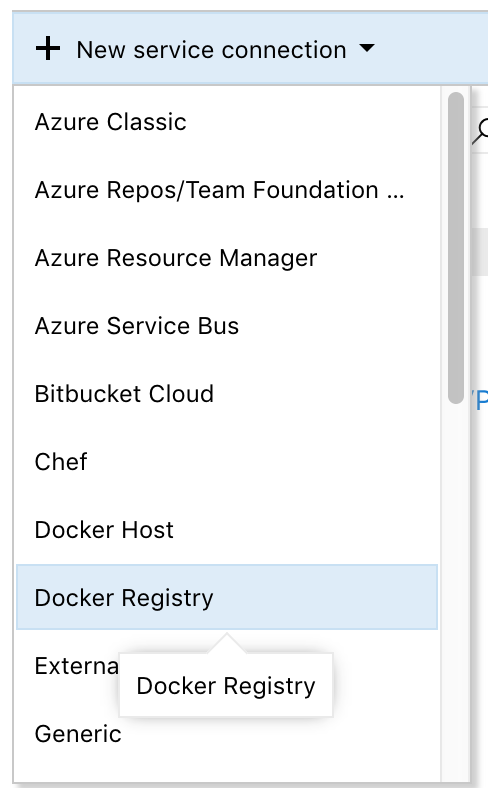 New service connection
Azure Classic
Azure Repos/Team Foundation ...
Azure Resource Manager
Azure Service Bus
Bitbucket Cloud
Chef
Docker Host
Docker Registry
Docker Registry
Generic